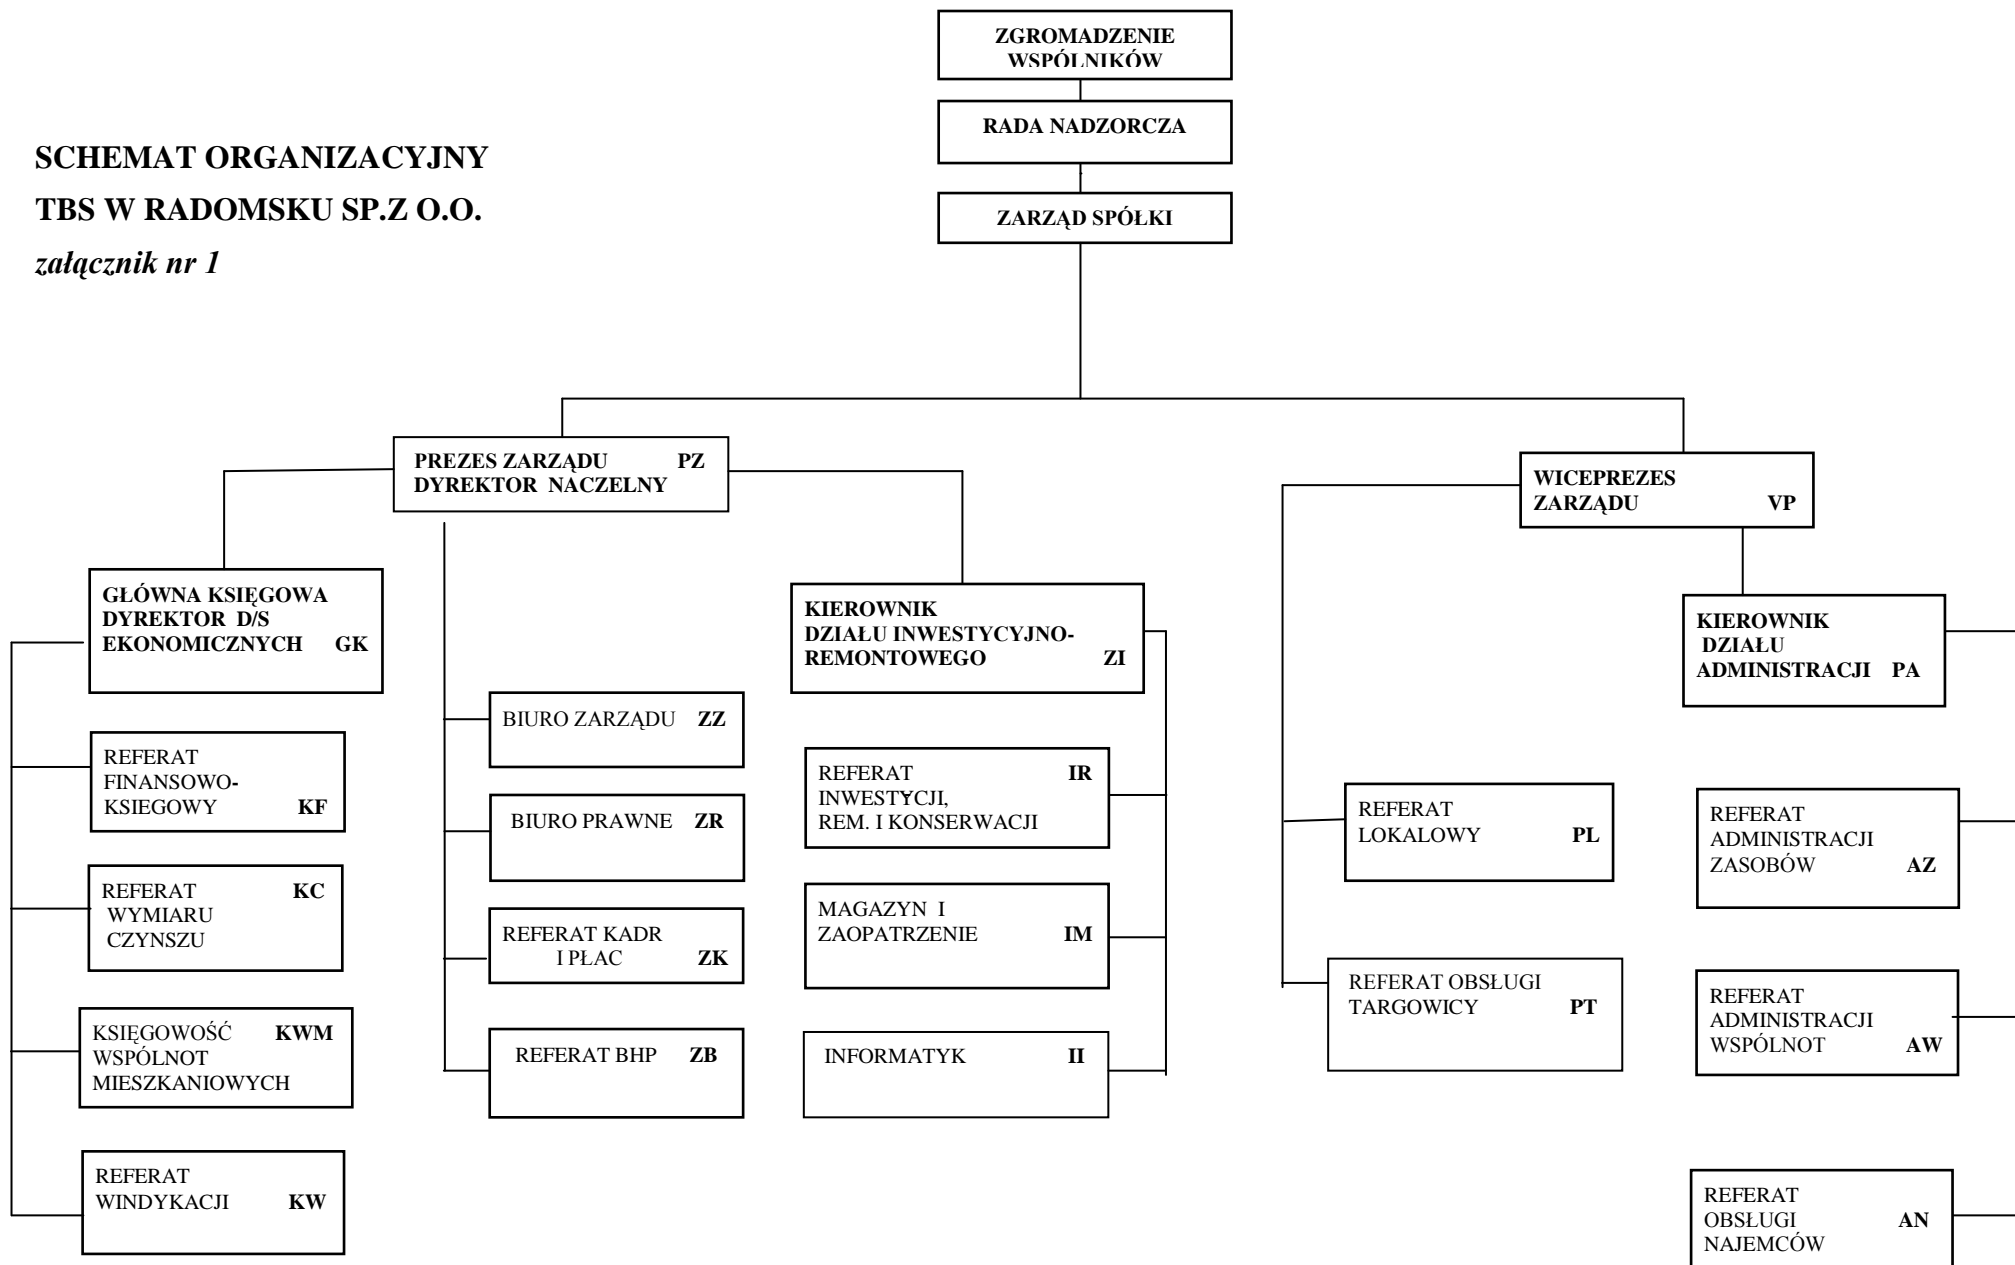 ZGROMADZENIE
WSPÓLNIKÓW
RADA NADZORCZA
ZARZĄD SPÓŁKI
SCHEMAT ORGANIZACYJNY
TBS W RADOMSKU SP.Z O.O.
załącznik nr 1
PREZES ZARZĄDU PZ
DYREKTOR NACZELNY
WICEPREZES
ZARZĄDU VP
GŁÓWNA KSIĘGOWA
DYREKTOR D/S
EKONOMICZNYCH GK
KIEROWNIK
DZIAŁU INWESTYCYJNO-
REMONTOWEGO ZI
KIEROWNIK
DZIAŁU
ADMINISTRACJI PA
REFERAT
FINANSOWO-
KSIEGOWY KF
REFERAT KC
WYMIARU
CZYNSZU
KSIĘGOWOŚĆ KWM
WSPÓLNOT
MIESZKANIOWYCH
REFERAT
WINDYKACJI KW
BIURO ZARZĄDU ZZ
BIURO PRAWNE ZR
REFERAT KADR
I PŁAC ZK
REFERAT BHP ZB
REFERAT IR
INWESTYCJI,
REM. I KONSERWACJI
MAGAZYN I
ZAOPATRZENIE IM
INFORMATYK II
REFERAT
LOKALOWY PL
REFERAT OBSŁUGI
TARGOWICY PT
REFERAT
ADMINISTRACJI
ZASOBÓW AZ
REFERAT
ADMINISTRACJI
WSPÓLNOT AW
REFERAT
OBSŁUGI AN
NAJEMCÓW